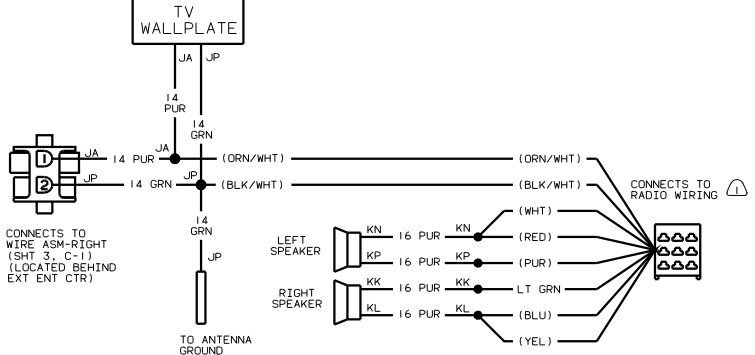 TV
WALLPLATE
JA JP
14
PUR
14
GRN
JA
JA 14 PUR (ORN/WHT) (ORN/WHT)
1
JP
JP 14 GRN (BLK/WHT) (BLK/WHT)
2
CONNECTS TO
RADIO WIRING 1
(WHT)
KN 16 PUR KN (RED)
LEFT
SPEAKER
KP 16 PUR KP (PUR)
KK 16 PUR KK LT GRN
RIGHT
SPEAKER
KL 16 PUR KL (BLU)
(YEL)
CONNECTS TO
WIRE ASM-RIGHT
(SHT 3, C-1)
(LOCATED BEHIND
EXT ENT CTR)
14
GRN
JP
TO ANTENNA
GROUND